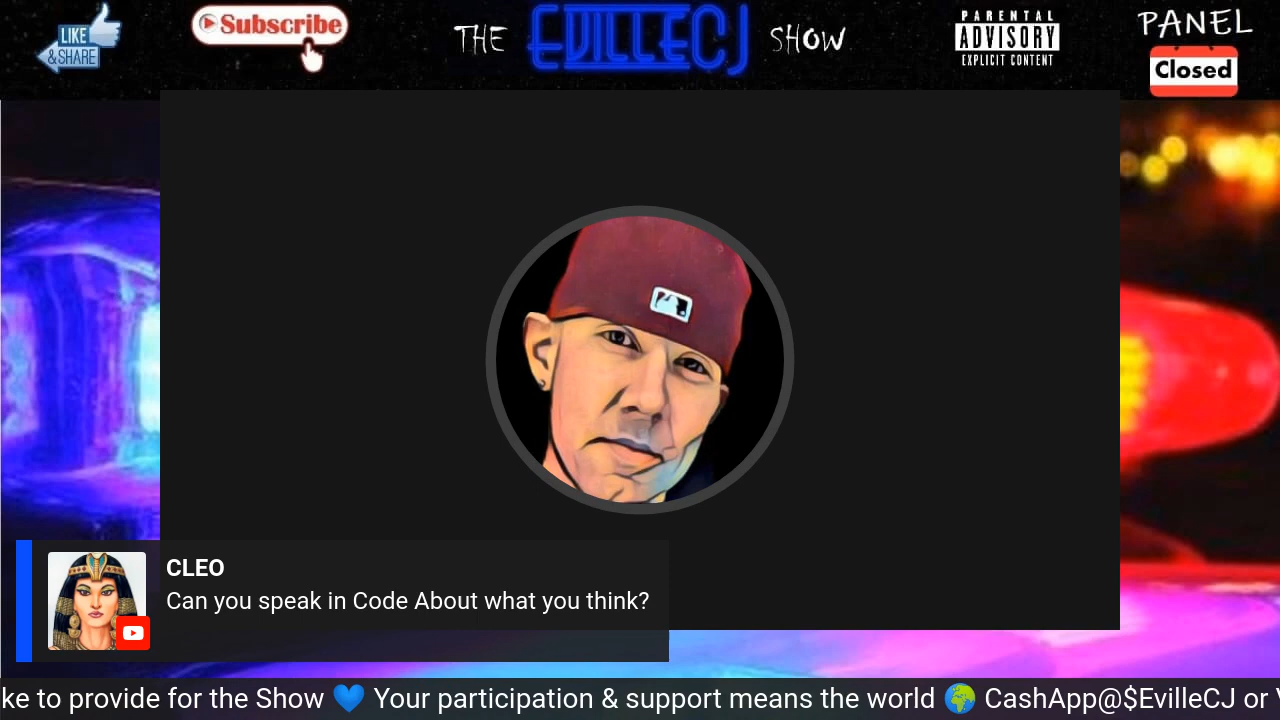 LIKE
& SHARE
Subscribe
THE EVILLECJ SHOW
PARENTAL
ADVISORY
EXPLICIT CONTENT
PANEL
Closed
CLEO
Can you speak in Code About what you think?
ke to provide for the Show 💙 Your participation & support means the world 🌍 CashApp@$EvilleCJ or